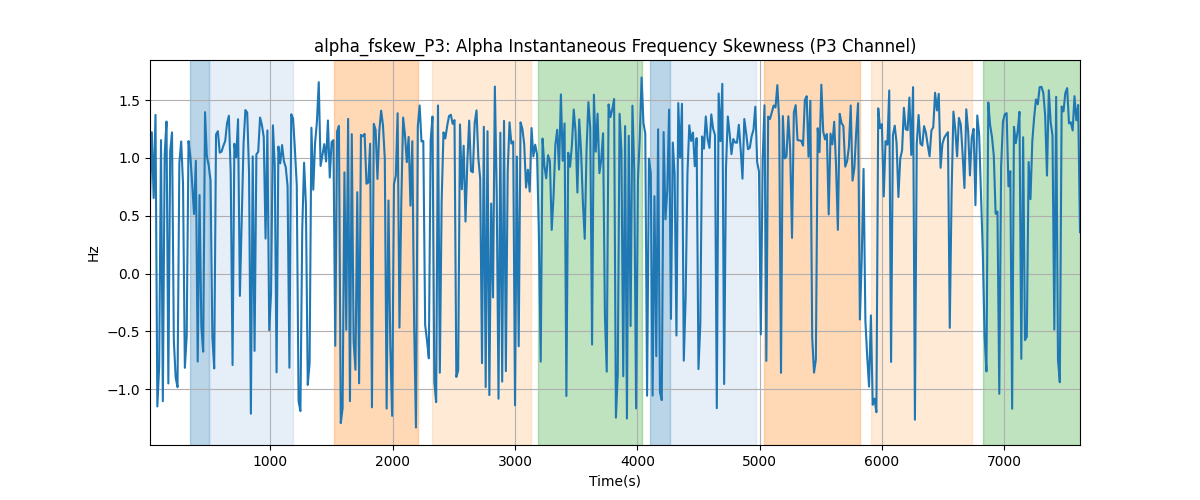 alpha_fskew_P3: Alpha Instantaneous Frequency Skewness (P3 Channel)
Hz
1.5
1.0
0.5
0.0
−0.5
−1.0
1000 2000 3000 4000 5000 6000 7000
Time(s)